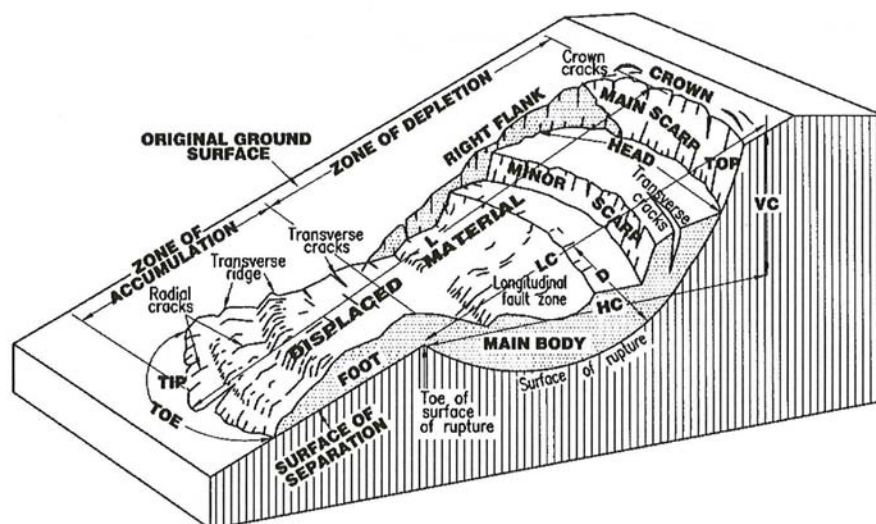 Crown
cracks
CROWN
MAIN SCARP
TOP
ZONE OF DEPLETION
RIGHT FLANK
HEAD
ORIGINAL GROUND
SURFACE
MINOR
SCARP
Transverse
cracks
VC
ZONE OF
ACCUMULATION
Transverse
cracks
Transverse
ridge
Radial
cracks
L
DISPLACED MATERIAL
LC
D
Longitudinal
fault zone
HC
MAIN BODY
Surface of rupture
FOOT
TIP
TOE
Toe of
surface
of rupture
SURFACE OF
SEPARATION